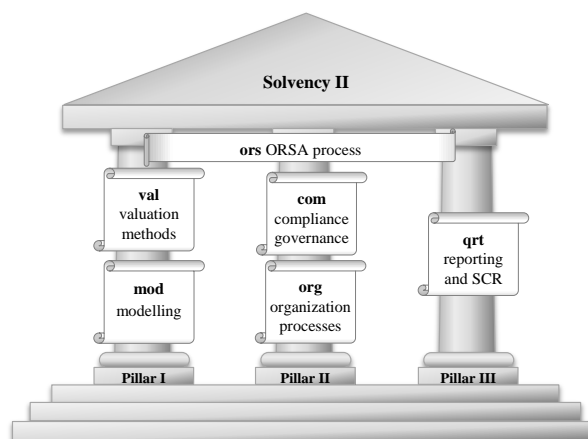 Solvency II
ors ORSA process
val
valuation
methods
mod
modelling
com
compliance
governance
org
organization
processes
qrt
reporting
and SCR
Pillar I
Pillar II
Pillar III